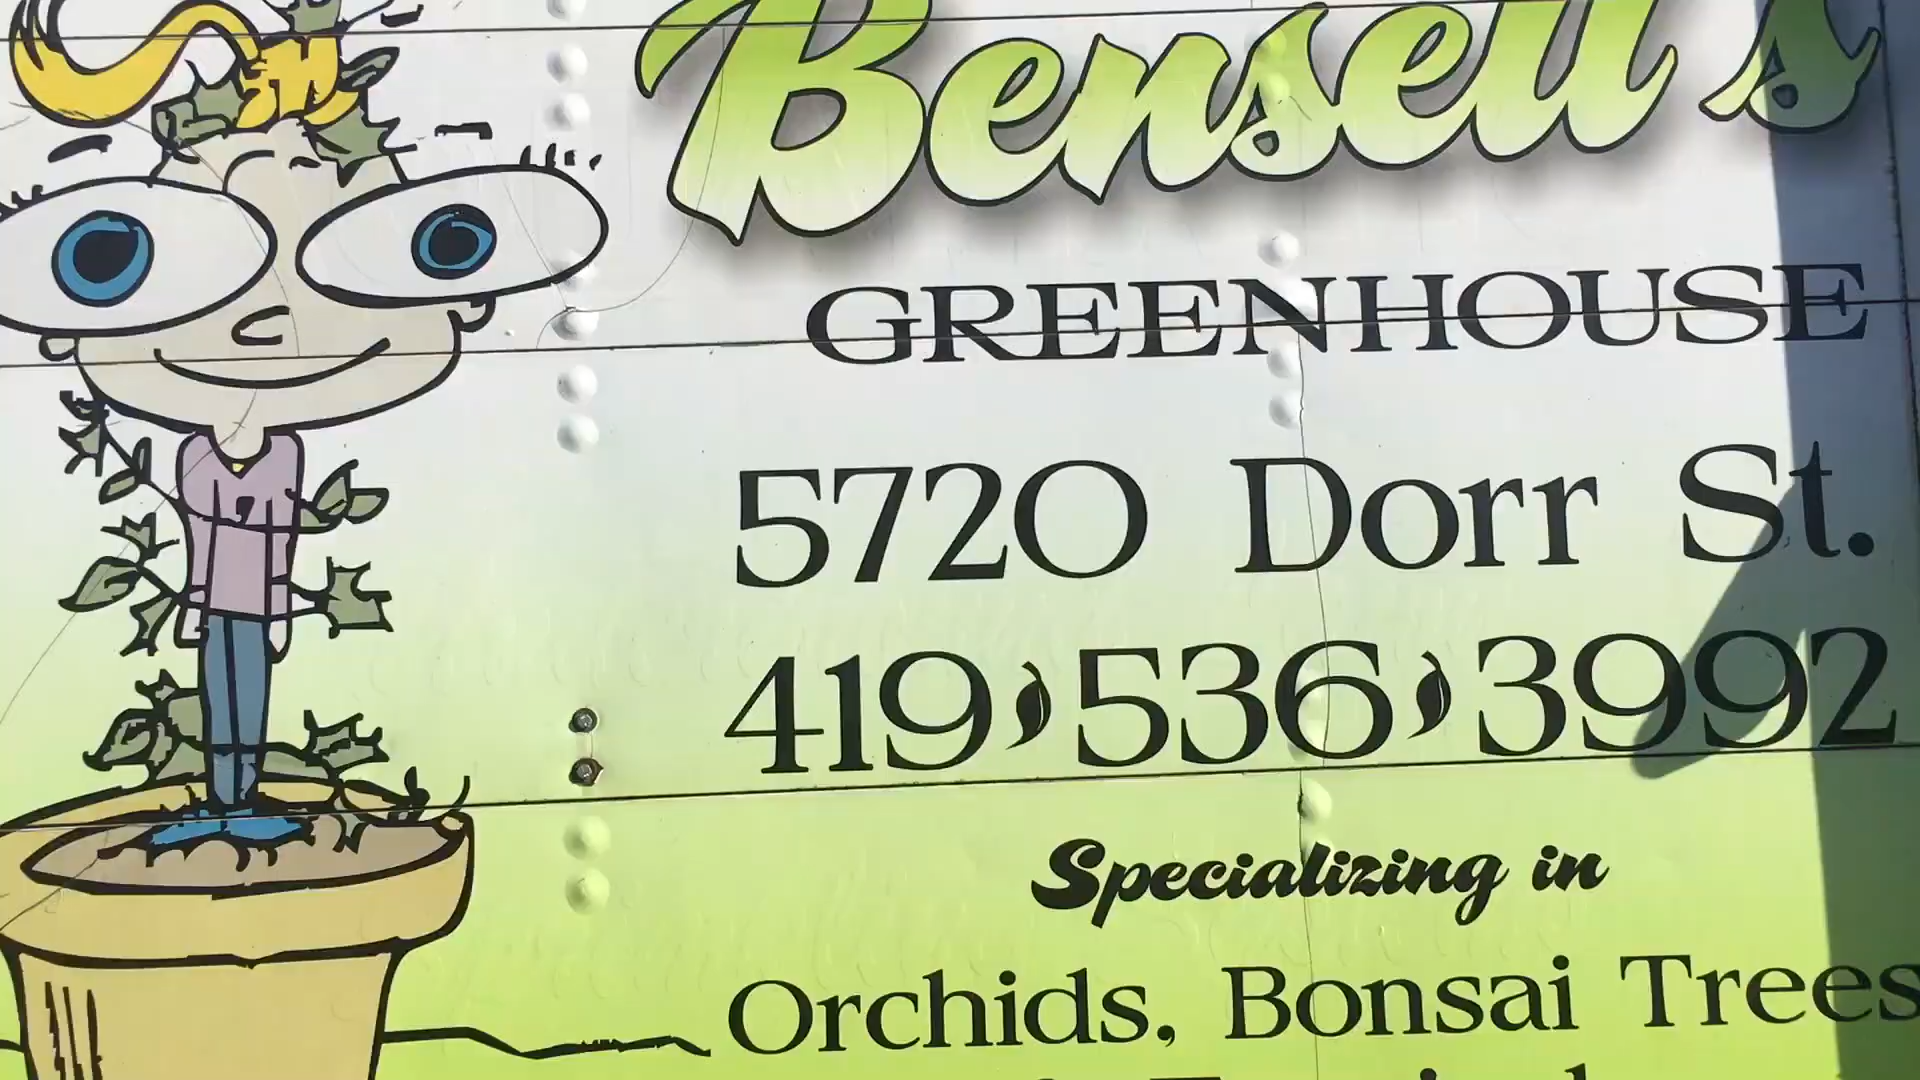 Bensell's
GREENHOUSE
5720 Dorr St.
419 536 3992
Specializing in
Orchids, Bonsai Trees